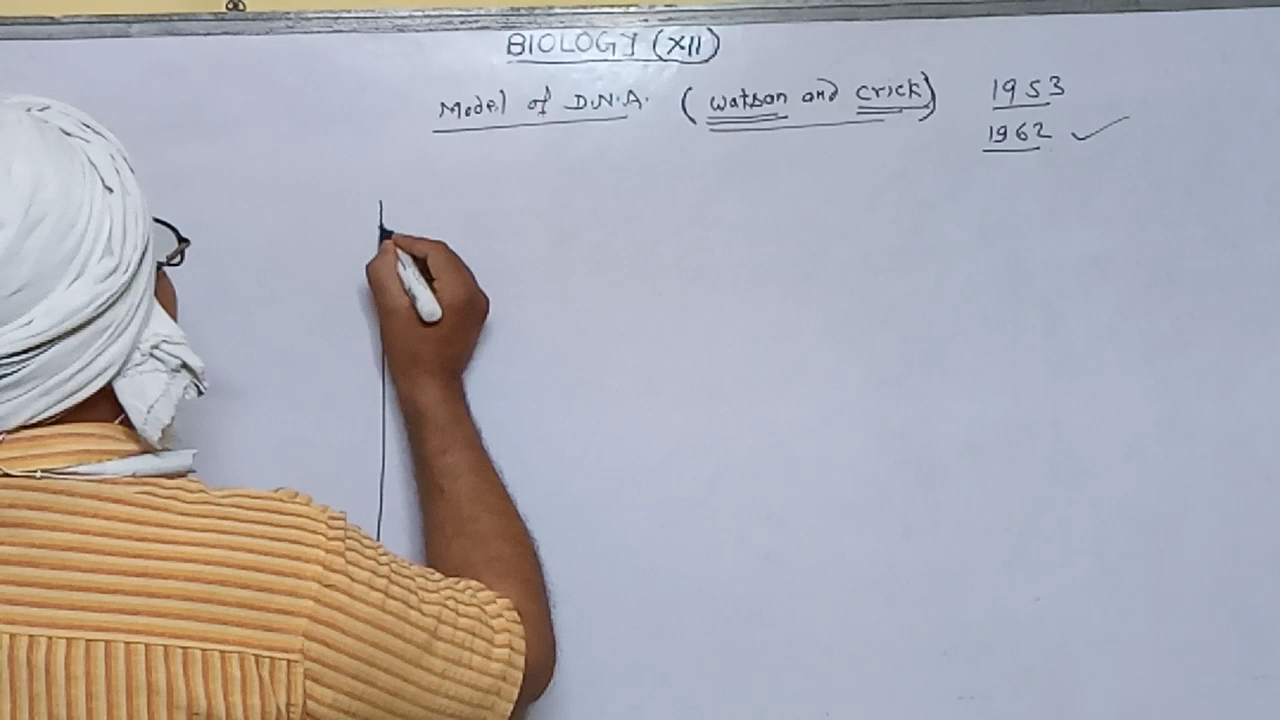 BIOLOGY (XII)
Model of D.N.A. (Watson and Crick) 1953
1962